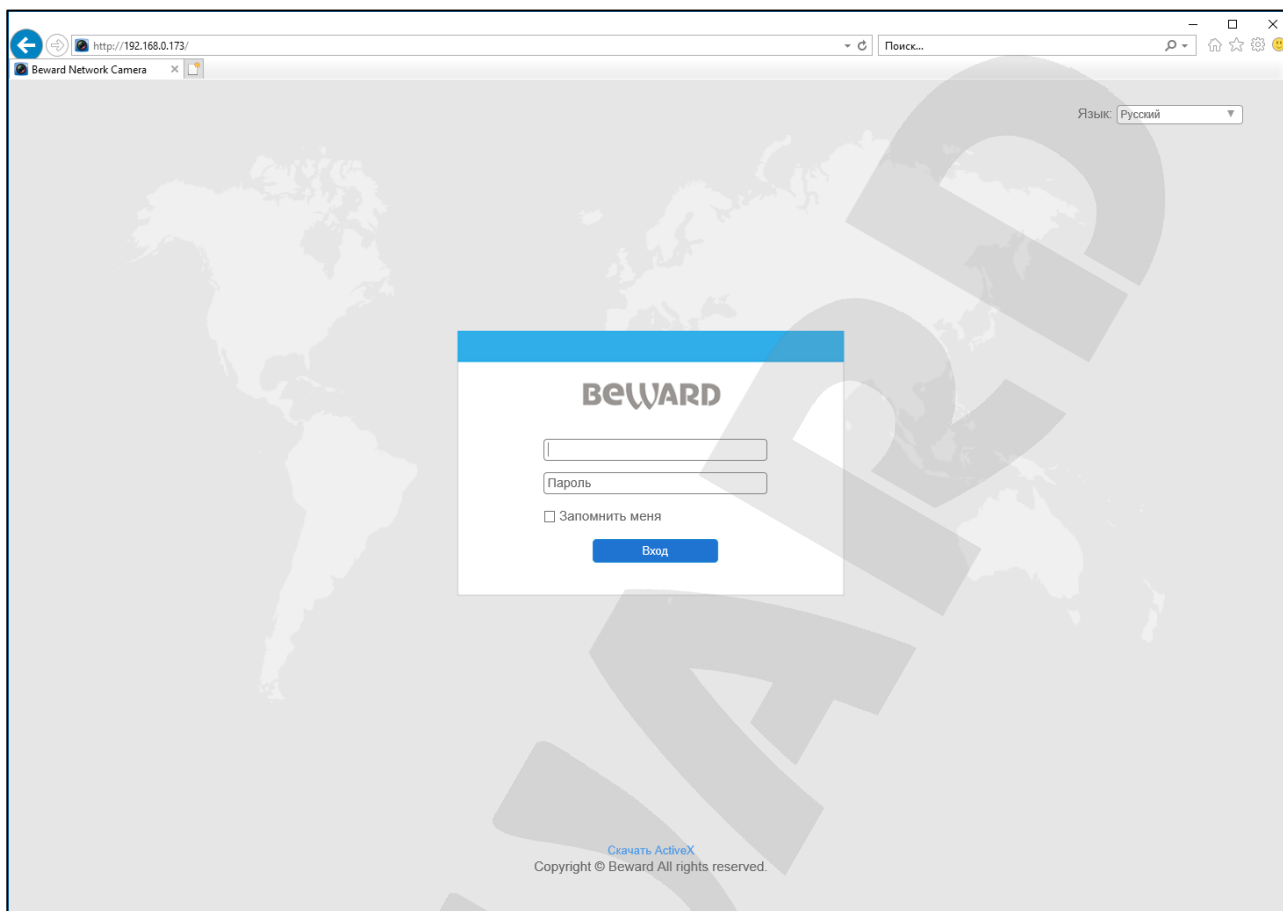 http://192.168.0.173/
Поиск...
Beward Network Camera
Язык: Русский
BEWARD
Пароль
Запомнить меня
Вход
Скачать ActiveX
Copyright © Beward All rights reserved.
WARD